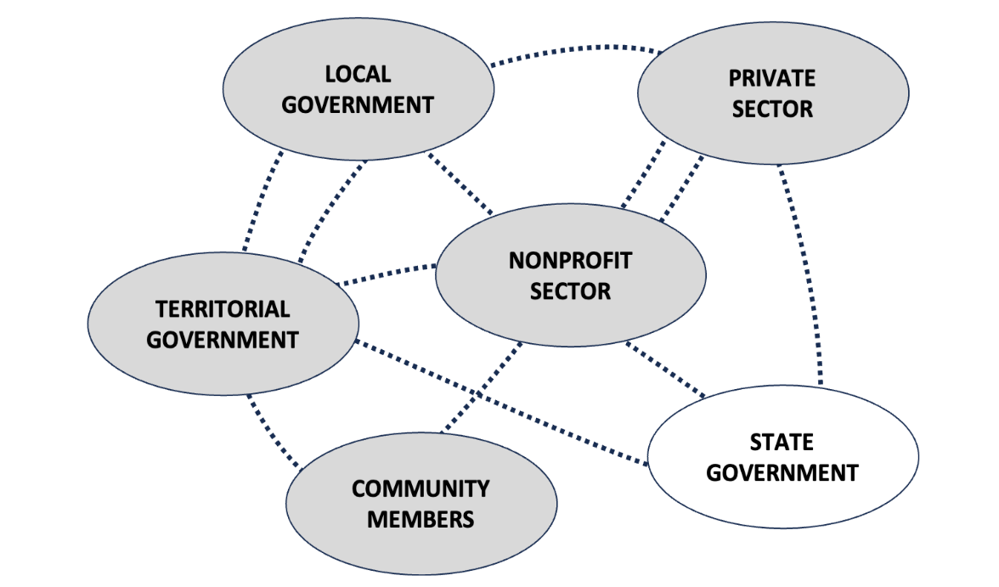 LOCAL
GOVERNMENT
PRIVATE
SECTOR
NONPROFIT
SECTOR
TERRITORIAL
GOVERNMENT
STATE
GOVERNMENT
COMMUNITY
MEMBERS